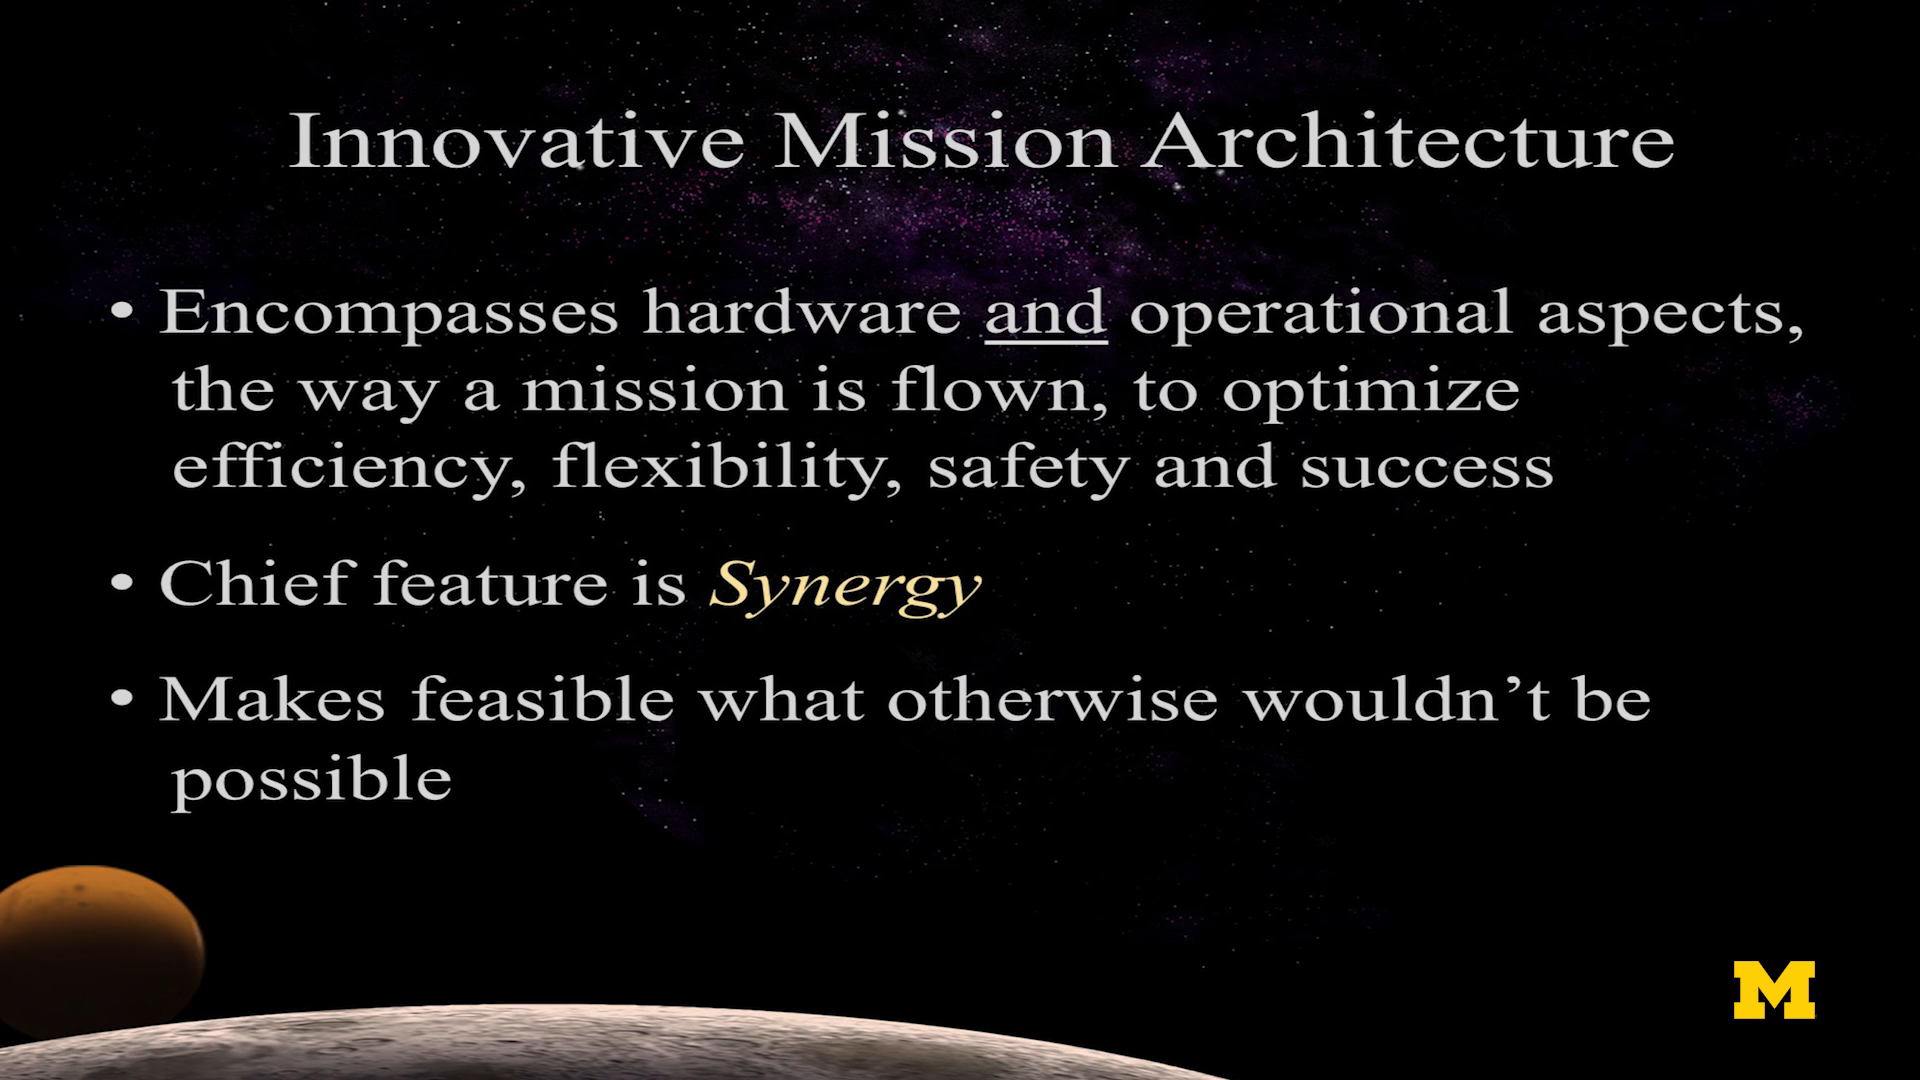 Innovative Mission Architecture
• Encompasses hardware and operational aspects,
the way a mission is flown, to optimize
efficiency, flexibility, safety and success
• Chief feature is Synergy
• Makes feasible what otherwise wouldn’t be
possible
M